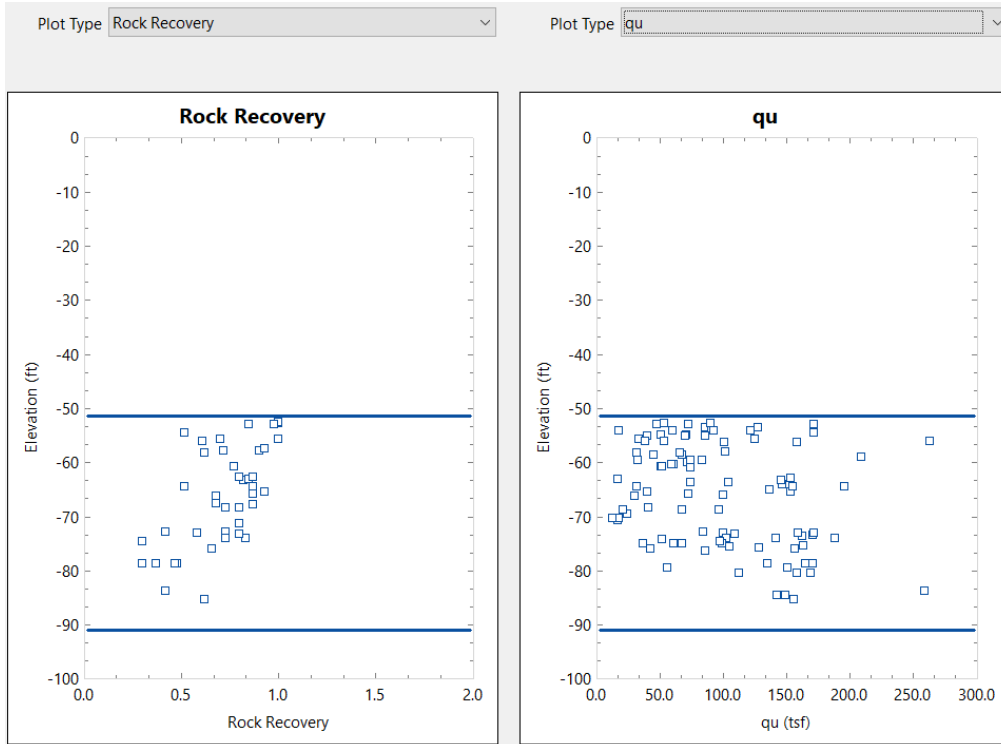 Plot Type Rock Recovery
Plot Type qu
Rock Recovery
0
-10
-20
-30
-40
-50
-60
-70
-80
-90
-100
Elevation (ft)
0.0 0.5 1.0 1.5 2.0
Rock Recovery
qu
0
-10
-20
-30
-40
-50
-60
-70
-80
-90
-100
Elevation (ft)
0.0 50.0 100.0 150.0 200.0 250.0 300.0
qu (tsf)